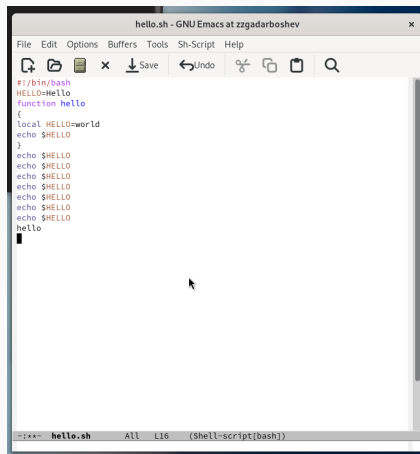 hello.sh - GNU Emacs at zzgadarboshev
File Edit Options Buffers Tools Sh-Script Help
Save Undo
#!/bin/bash
HELLO=Hello
function hello
{
local HELLO=world
echo $HELLO
}
echo $HELLO
echo $HELLO
echo $HELLO
echo $HELLO
echo $HELLO
echo $HELLO
echo $HELLO
hello
-:**- hello.sh All L16 (Shell-script[bash])